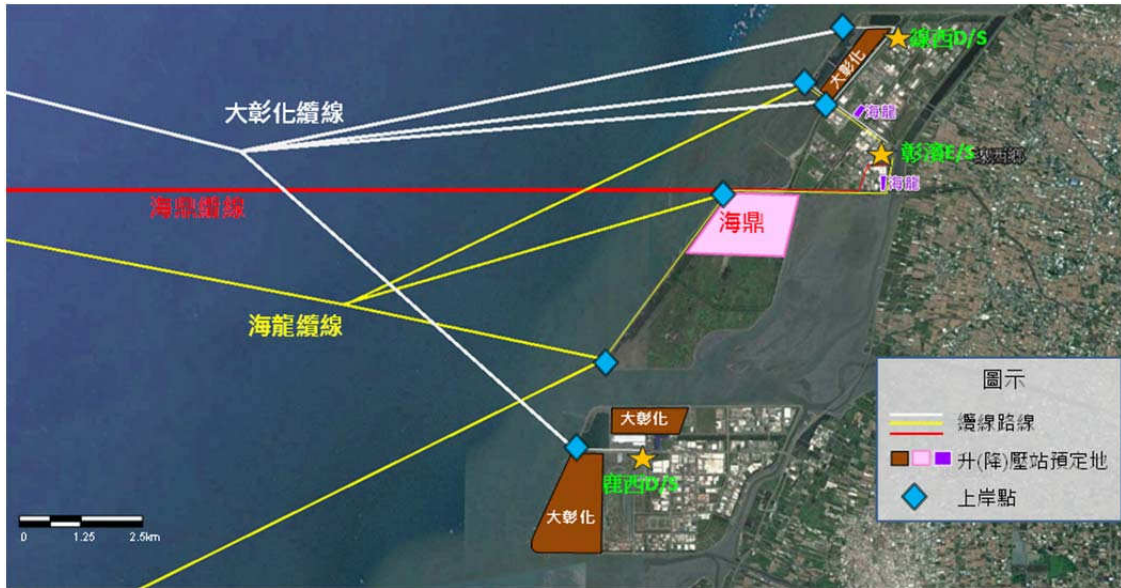 線西D/S
大彰化
大彰化纜線
海龍
彰濱E/S
海龍
海鼎纜線
海鼎
海龍纜線
圖示
纜線路線
升(降)壓站預定地
上岸點
大彰化
鹿西D/S
大彰化
0 1.25 2.5km